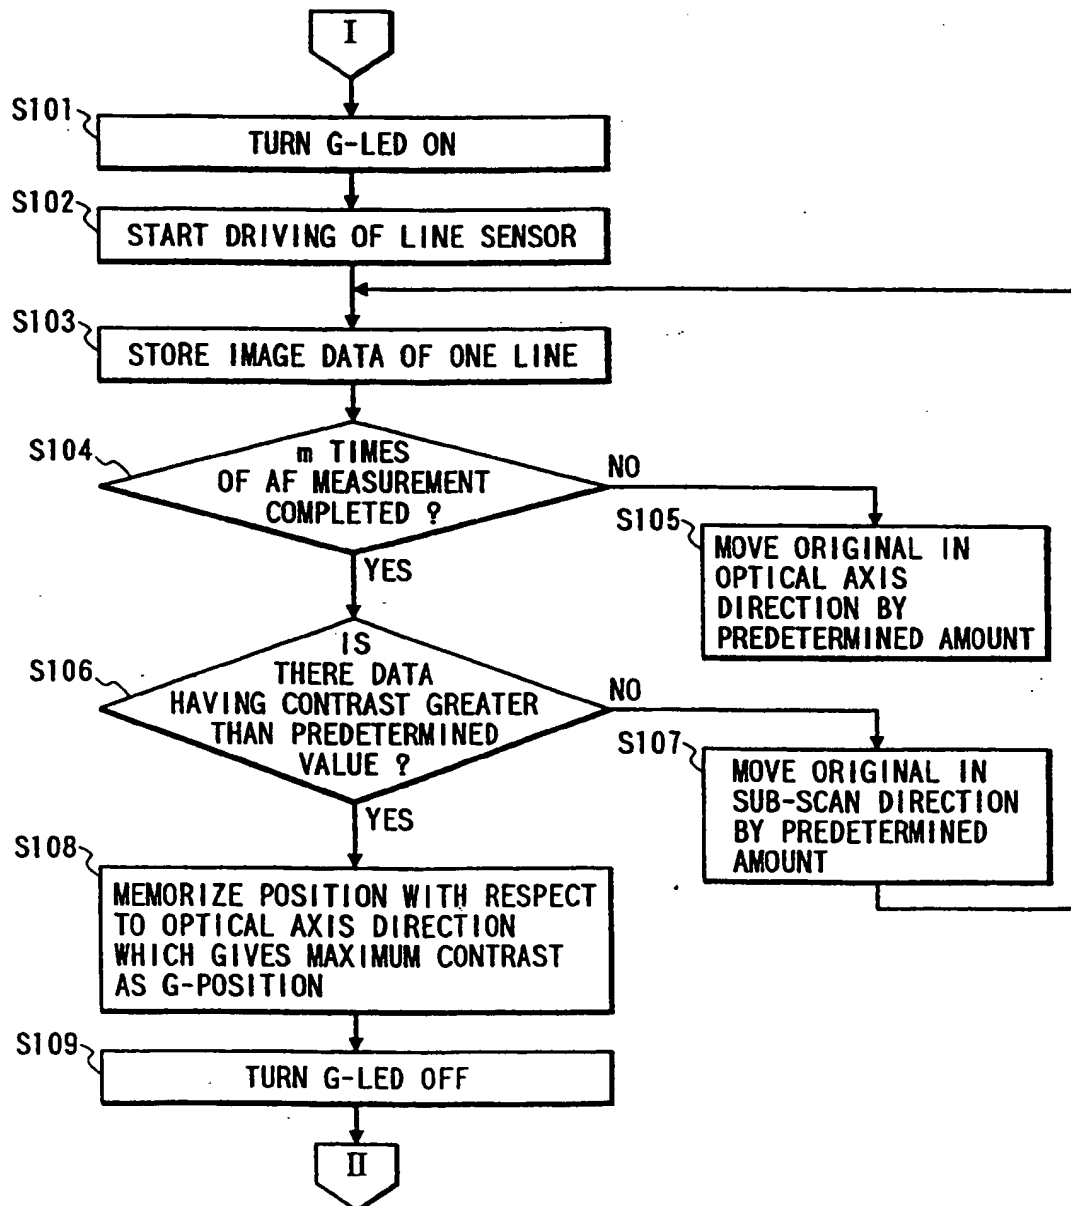 I
S101
TURN G-LED ON
S102
START DRIVING OF LINE SENSOR
S103
STORE IMAGE DATA OF ONE LINE
S104
m TIMES
OF AF MEASUREMENT
COMPLETED ?
NO
YES
S105
MOVE ORIGINAL IN
OPTICAL AXIS
DIRECTION BY
PREDETERMINED AMOUNT
S106
IS
THERE DATA
HAVING CONTRAST GREATER
THAN PREDETERMINED
VALUE ?
NO
YES
S107
MOVE ORIGINAL IN
SUB-SCAN DIRECTION
BY PREDETERMINED
AMOUNT
S108
MEMORIZE POSITION WITH RESPECT
TO OPTICAL AXIS DIRECTION
WHICH GIVES MAXIMUM CONTRAST
AS G-POSITION
S109
TURN G-LED OFF
II